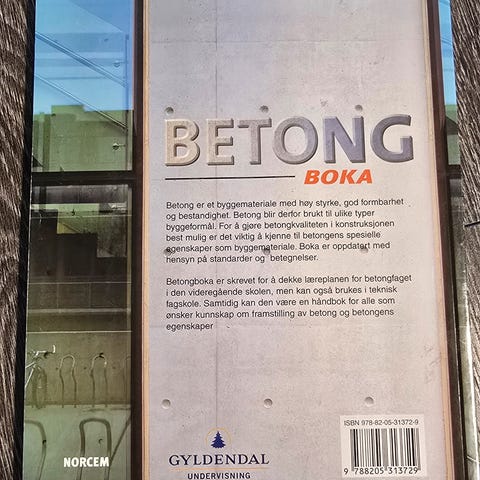 BETONG
BOKA
Betong er et byggemateriale med høy styrke, god formbarhet
og bestandighet. Betong blir derfor brukt til ulike typer
byggeformål. For å gjøre betongkvaliteten i konstruksjonen
best mulig er det viktig å kjenne til betongens spesielle
egenskaper som byggemateriale. Boka er oppdatert med
hensyn på standarder og betegnelser.
Betongboka er skrevet for å dekke læreplanen for betongfaget
i den videregående skolen, men kan også brukes i teknisk
fagskole. Samtidig kan den være en håndbok for alle som
ønsker kunnskap om framstilling av betong og betongens
egenskaper
ISBN 978-82-05-31372-9
9 788205 313729
NORCEM
GYLDENDAL
UNDERVISNING